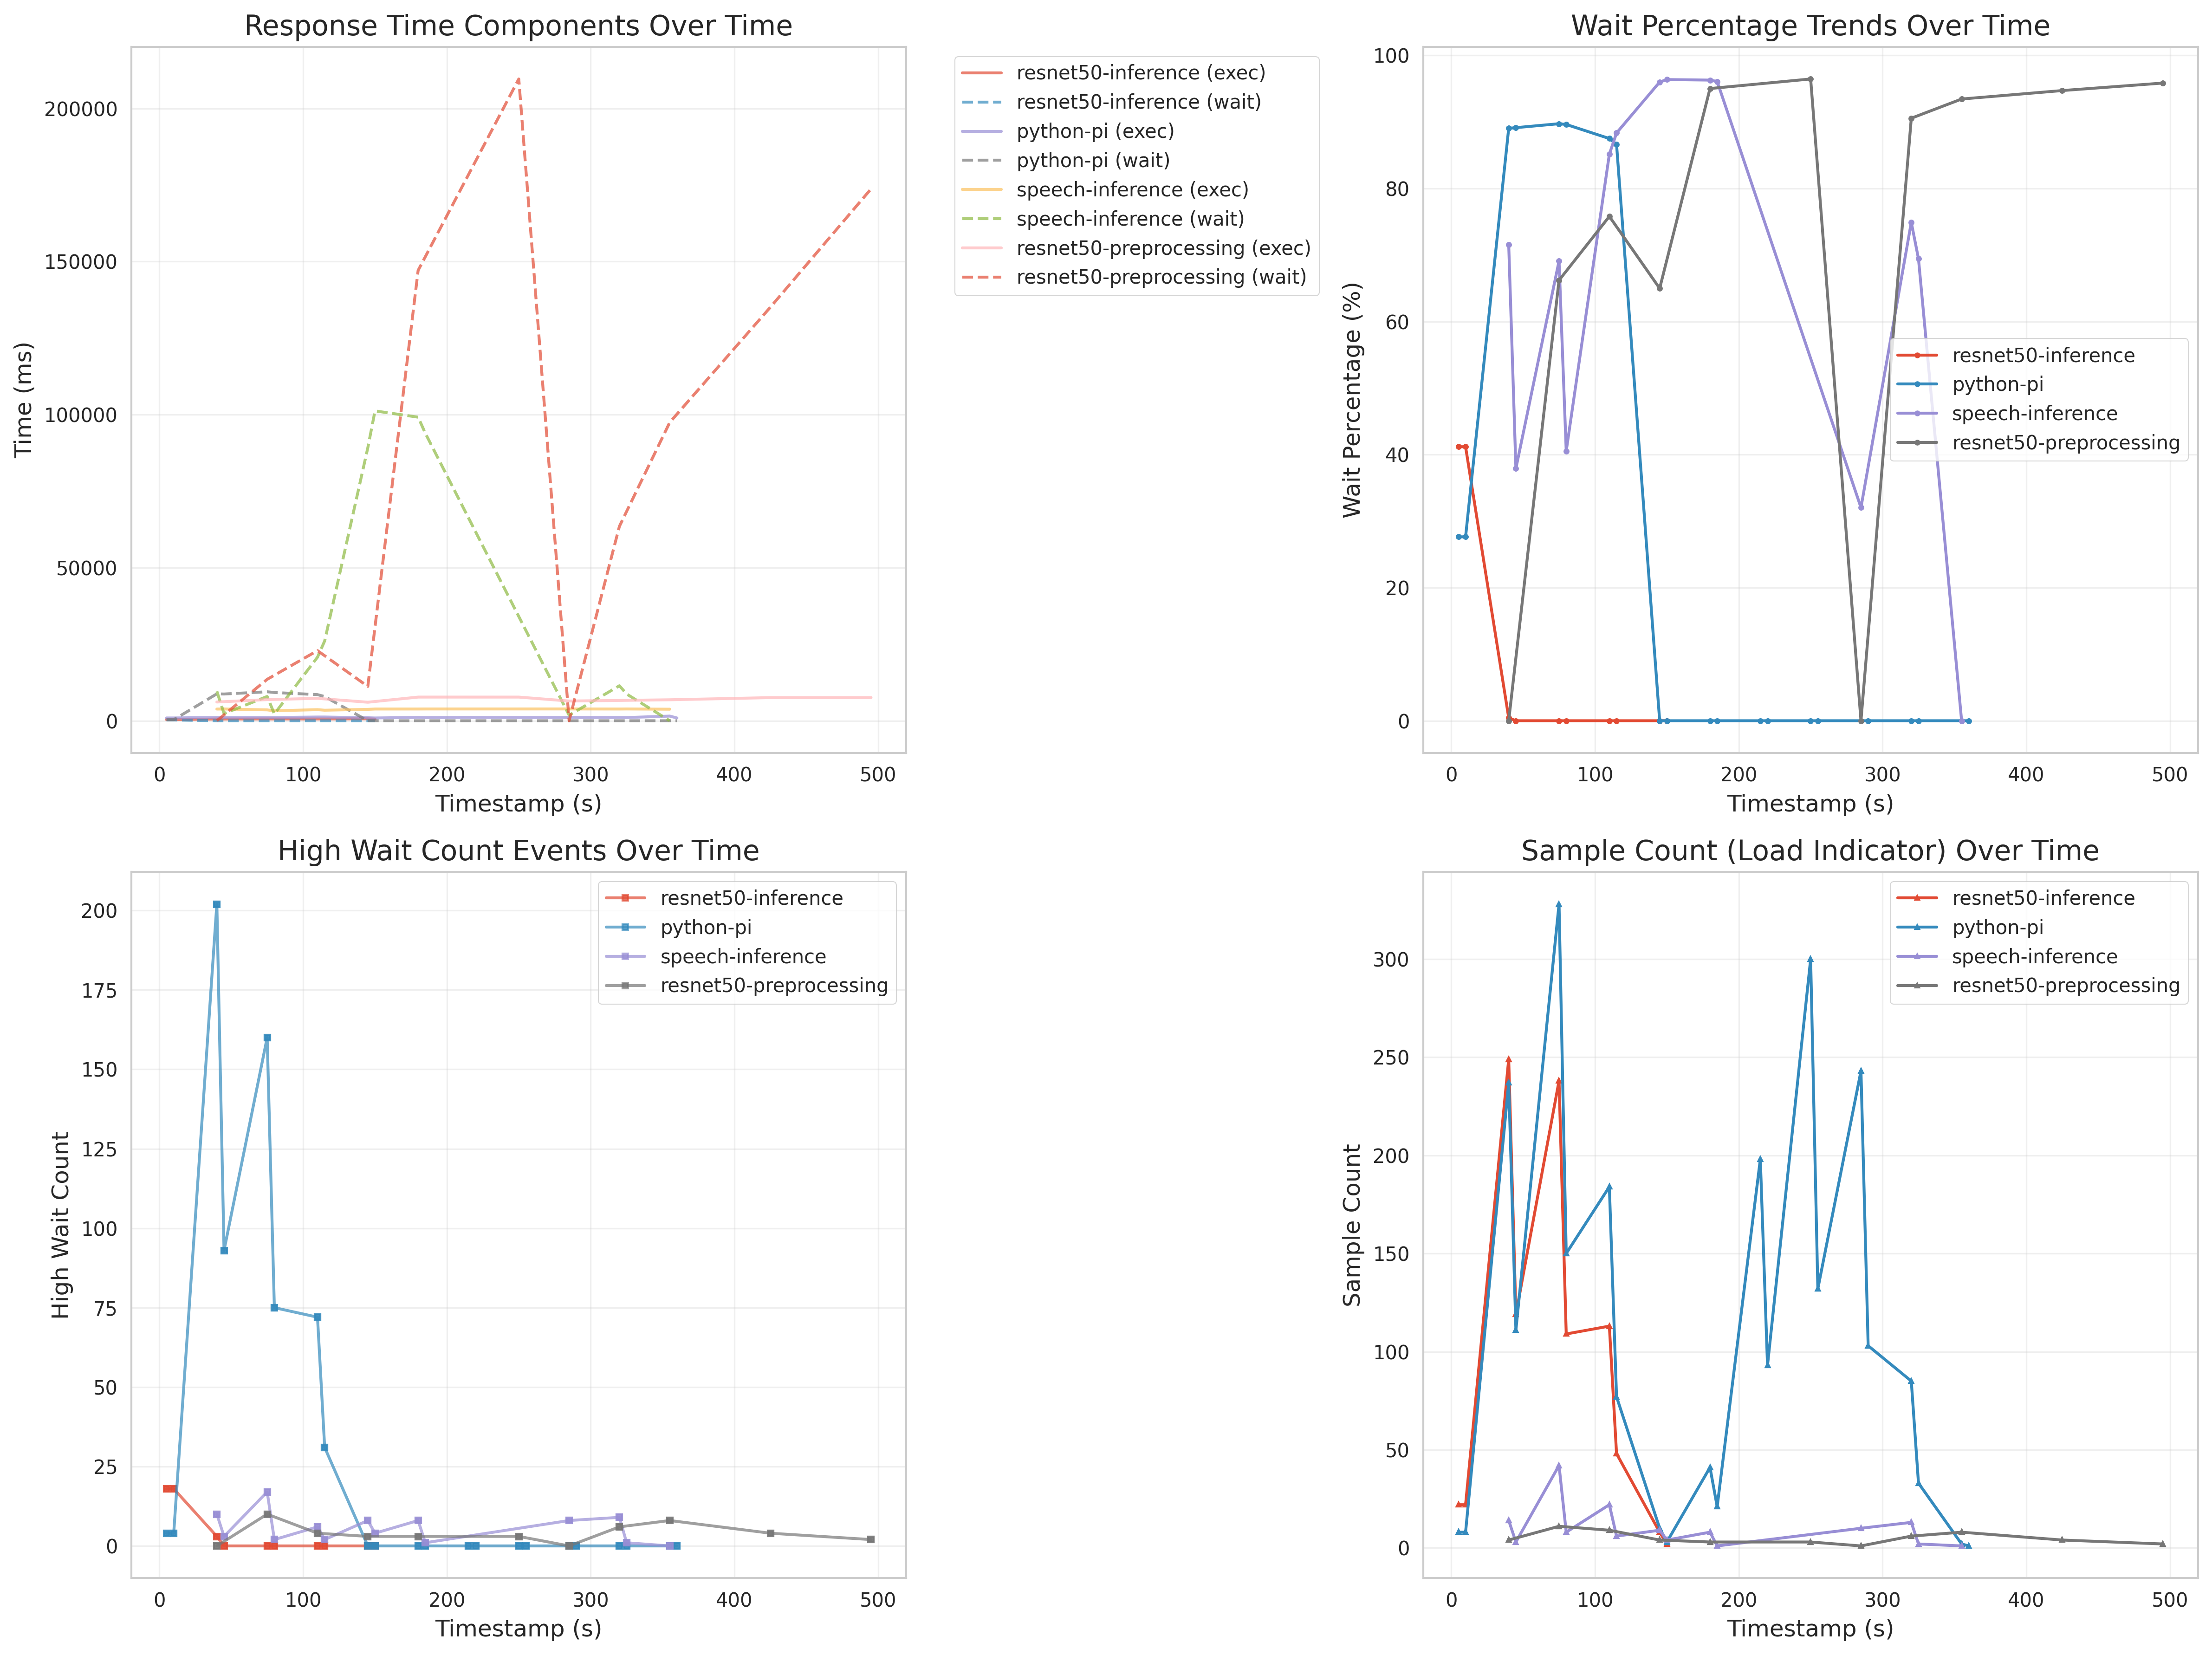 Response Time Components Over Time
Time (ms)
200000
150000
100000
50000
0
0 100 200 300 400 500
Timestamp (s)
resnet50-inference (exec)
resnet50-inference (wait)
python-pi (exec)
python-pi (wait)
speech-inference (exec)
speech-inference (wait)
resnet50-preprocessing (exec)
resnet50-preprocessing (wait)
Wait Percentage Trends Over Time
Wait Percentage (%)
100
80
60
40
20
0
0 100 200 300 400 500
Timestamp (s)
resnet50-inference
python-pi
speech-inference
resnet50-preprocessing
High Wait Count Events Over Time
High Wait Count
200
175
150
125
100
75
50
25
0
0 100 200 300 400 500
Timestamp (s)
resnet50-inference
python-pi
speech-inference
resnet50-preprocessing
Sample Count (Load Indicator) Over Time
Sample Count
300
250
200
150
100
50
0
0 100 200 300 400 500
Timestamp (s)
resnet50-inference
python-pi
speech-inference
resnet50-preprocessing